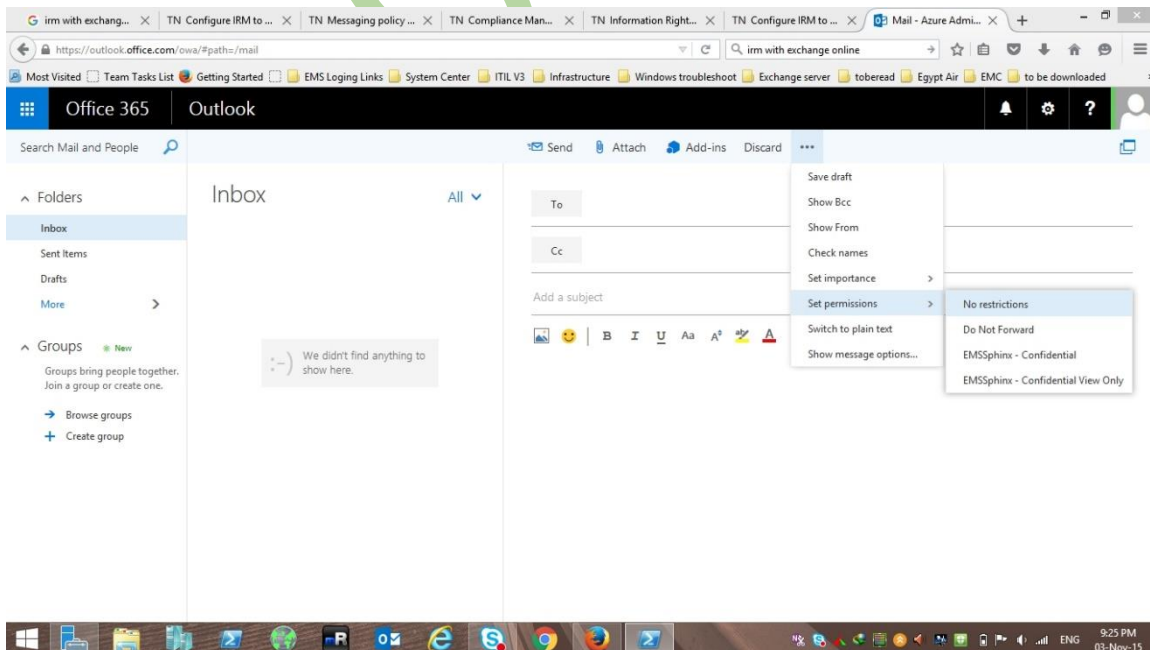 irm with exchang...
TN Configure IRM to ...
TN Messaging policy ...
TN Compliance Man...
TN Information Right...
TN Configure IRM to ...
Mail - Azure Admi...
https://outlook.office.com/owa/#path=/mail
irm with exchange online
Most Visited
Team Tasks List
Getting Started
EMS Loging Links
System Center
ITIL V3
Infrastructure
Windows troublesh​oot
Exchange server
toberead
Egypt Air
EMC
to be downloaded
Office 365
Outlook
?
Search Mail and People
Send
Attach
Add-ins
Discard
...
Folders
Inbox
Sent Items
Drafts
More
Groups
New
Groups bring people together.
Join a group or create one.
Browse groups
Create group
Inbox
All
:-)
We didn't find anything to
show here.
To
Cc
Add a subject
B I U Aa A abc A
Save draft
Show Bcc
Show From
Check names
Set importance
Set permissions
Switch to plain text
Show message options...
No restrictions
Do Not Forward
EMSSphinx - Confidential
EMSSphinx - Confidential View Only
ENG
9:25 PM
03-Nov-15